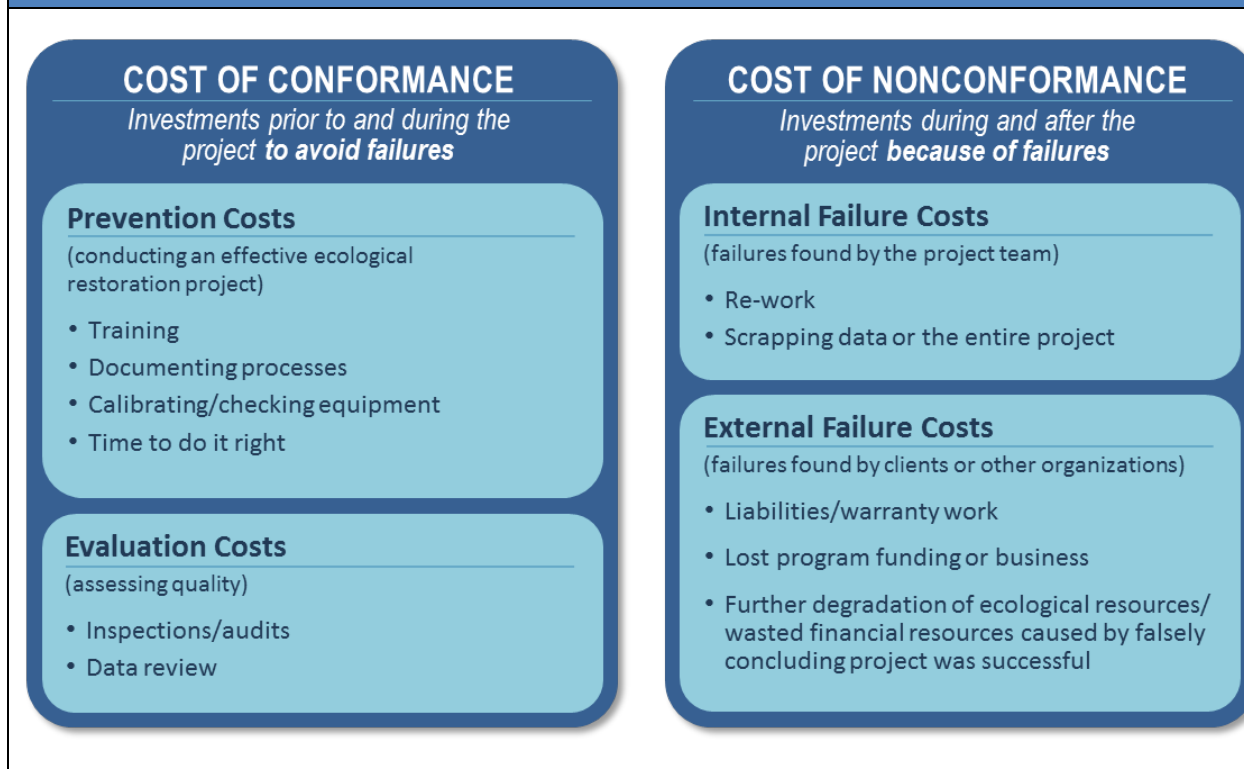 COST OF CONFORMANCE
Investments prior to and during the
project to avoid failures
Prevention Costs
(conducting an effective ecological
restoration project)
• Training
• Documenting processes
• Calibrating/checking equipment
• Time to do it right
Evaluation Costs
(assessing quality)
• Inspections/audits
• Data review
COST OF NONCONFORMANCE
Investments during and after the
project because of failures
Internal Failure Costs
(failures found by the project team)
• Re-work
• Scrapping data or the entire project
External Failure Costs
(failures found by clients or other organizations)
• Liabilities/warranty work
• Lost program funding or business
• Further degradation of ecological resources/
wasted financial resources caused by falsely
concluding project was successful